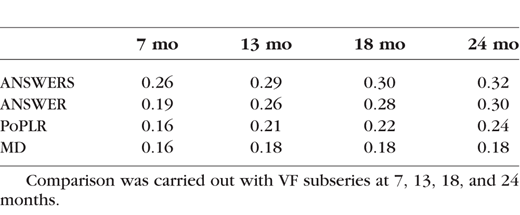 7 mo 13 mo 18 mo 24 mo
ANSWERS 0.26 0.29 0.30 0.32
ANSWER 0.19 0.26 0.28 0.30
PoPLR 0.16 0.21 0.22 0.24
MD 0.16 0.18 0.18 0.18
Comparison was carried out with VF subseries at 7, 13, 18, and 24
months.